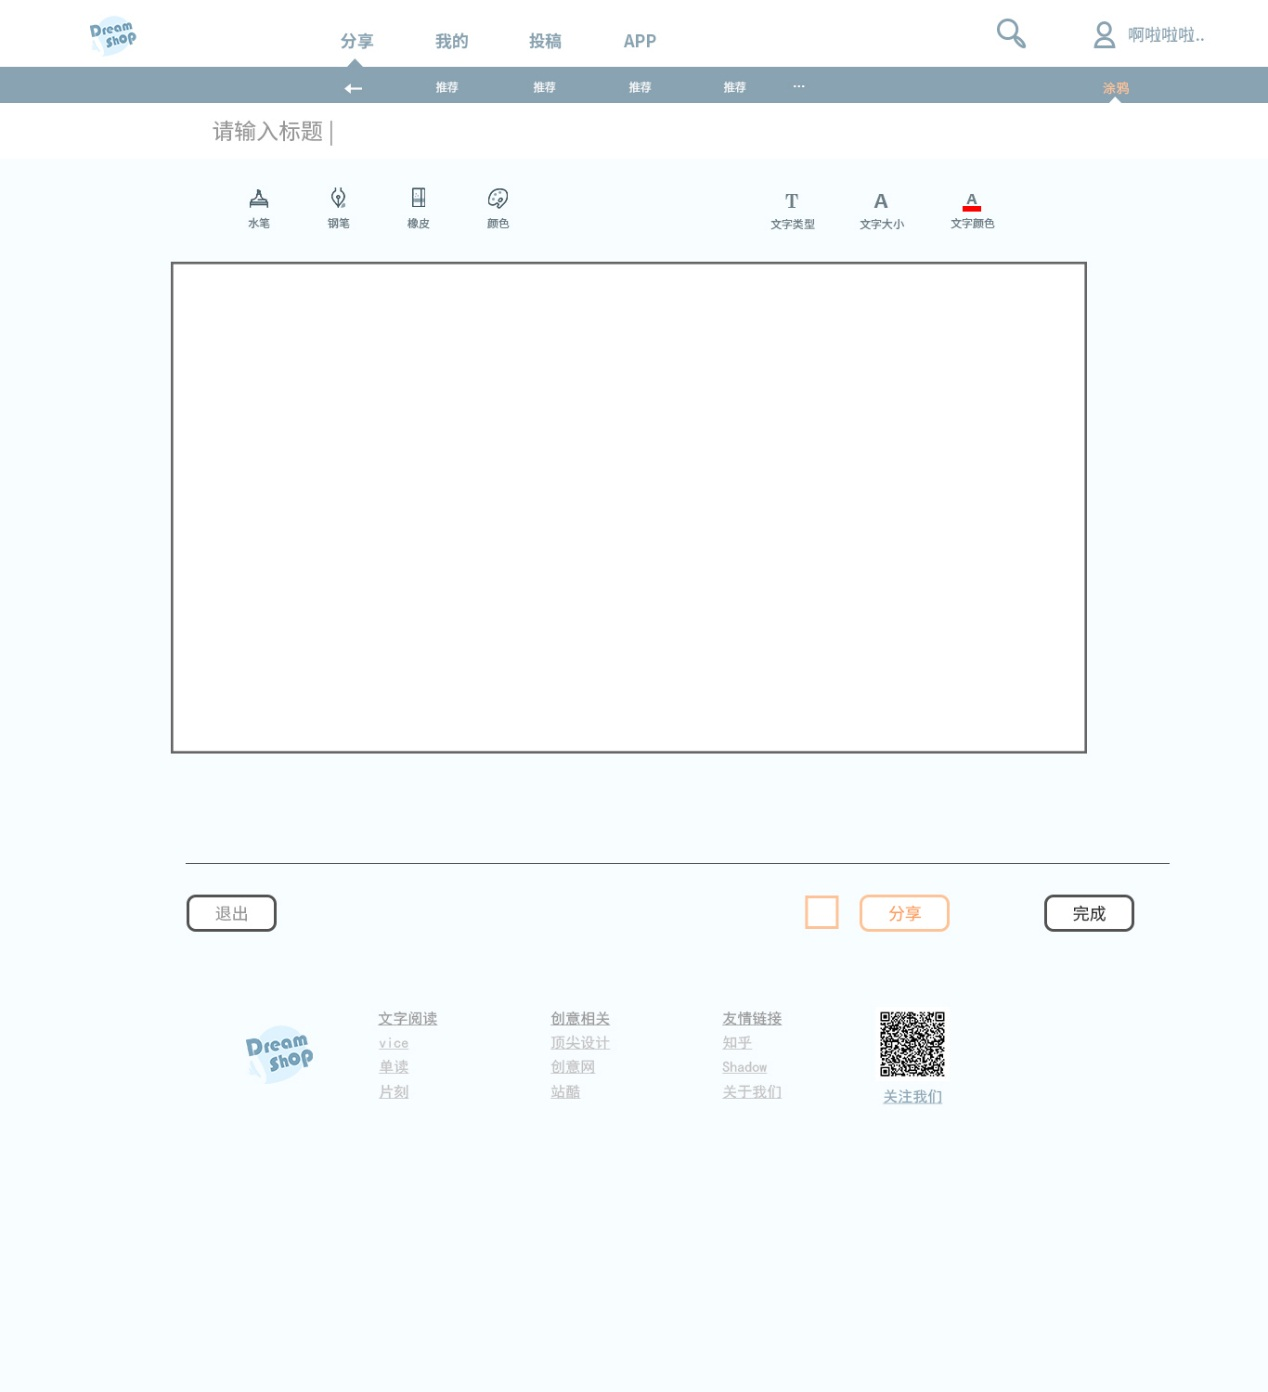 Dream
Shop
分享 我的 投稿 APP
啊啦啦啦..
推荐 推荐 推荐 推荐 ...
涂鸦
请输入标题 |
水笔 钢笔 橡皮 颜色
T A A
文字类型 文字大小 文字颜色
退出 分享 完成
文字阅读 创意相关 友情链接
vice 顶尖设计 知乎
单读 创意网 Shadow
片刻 站酷 关于我们
Dream
Shop
关注我们